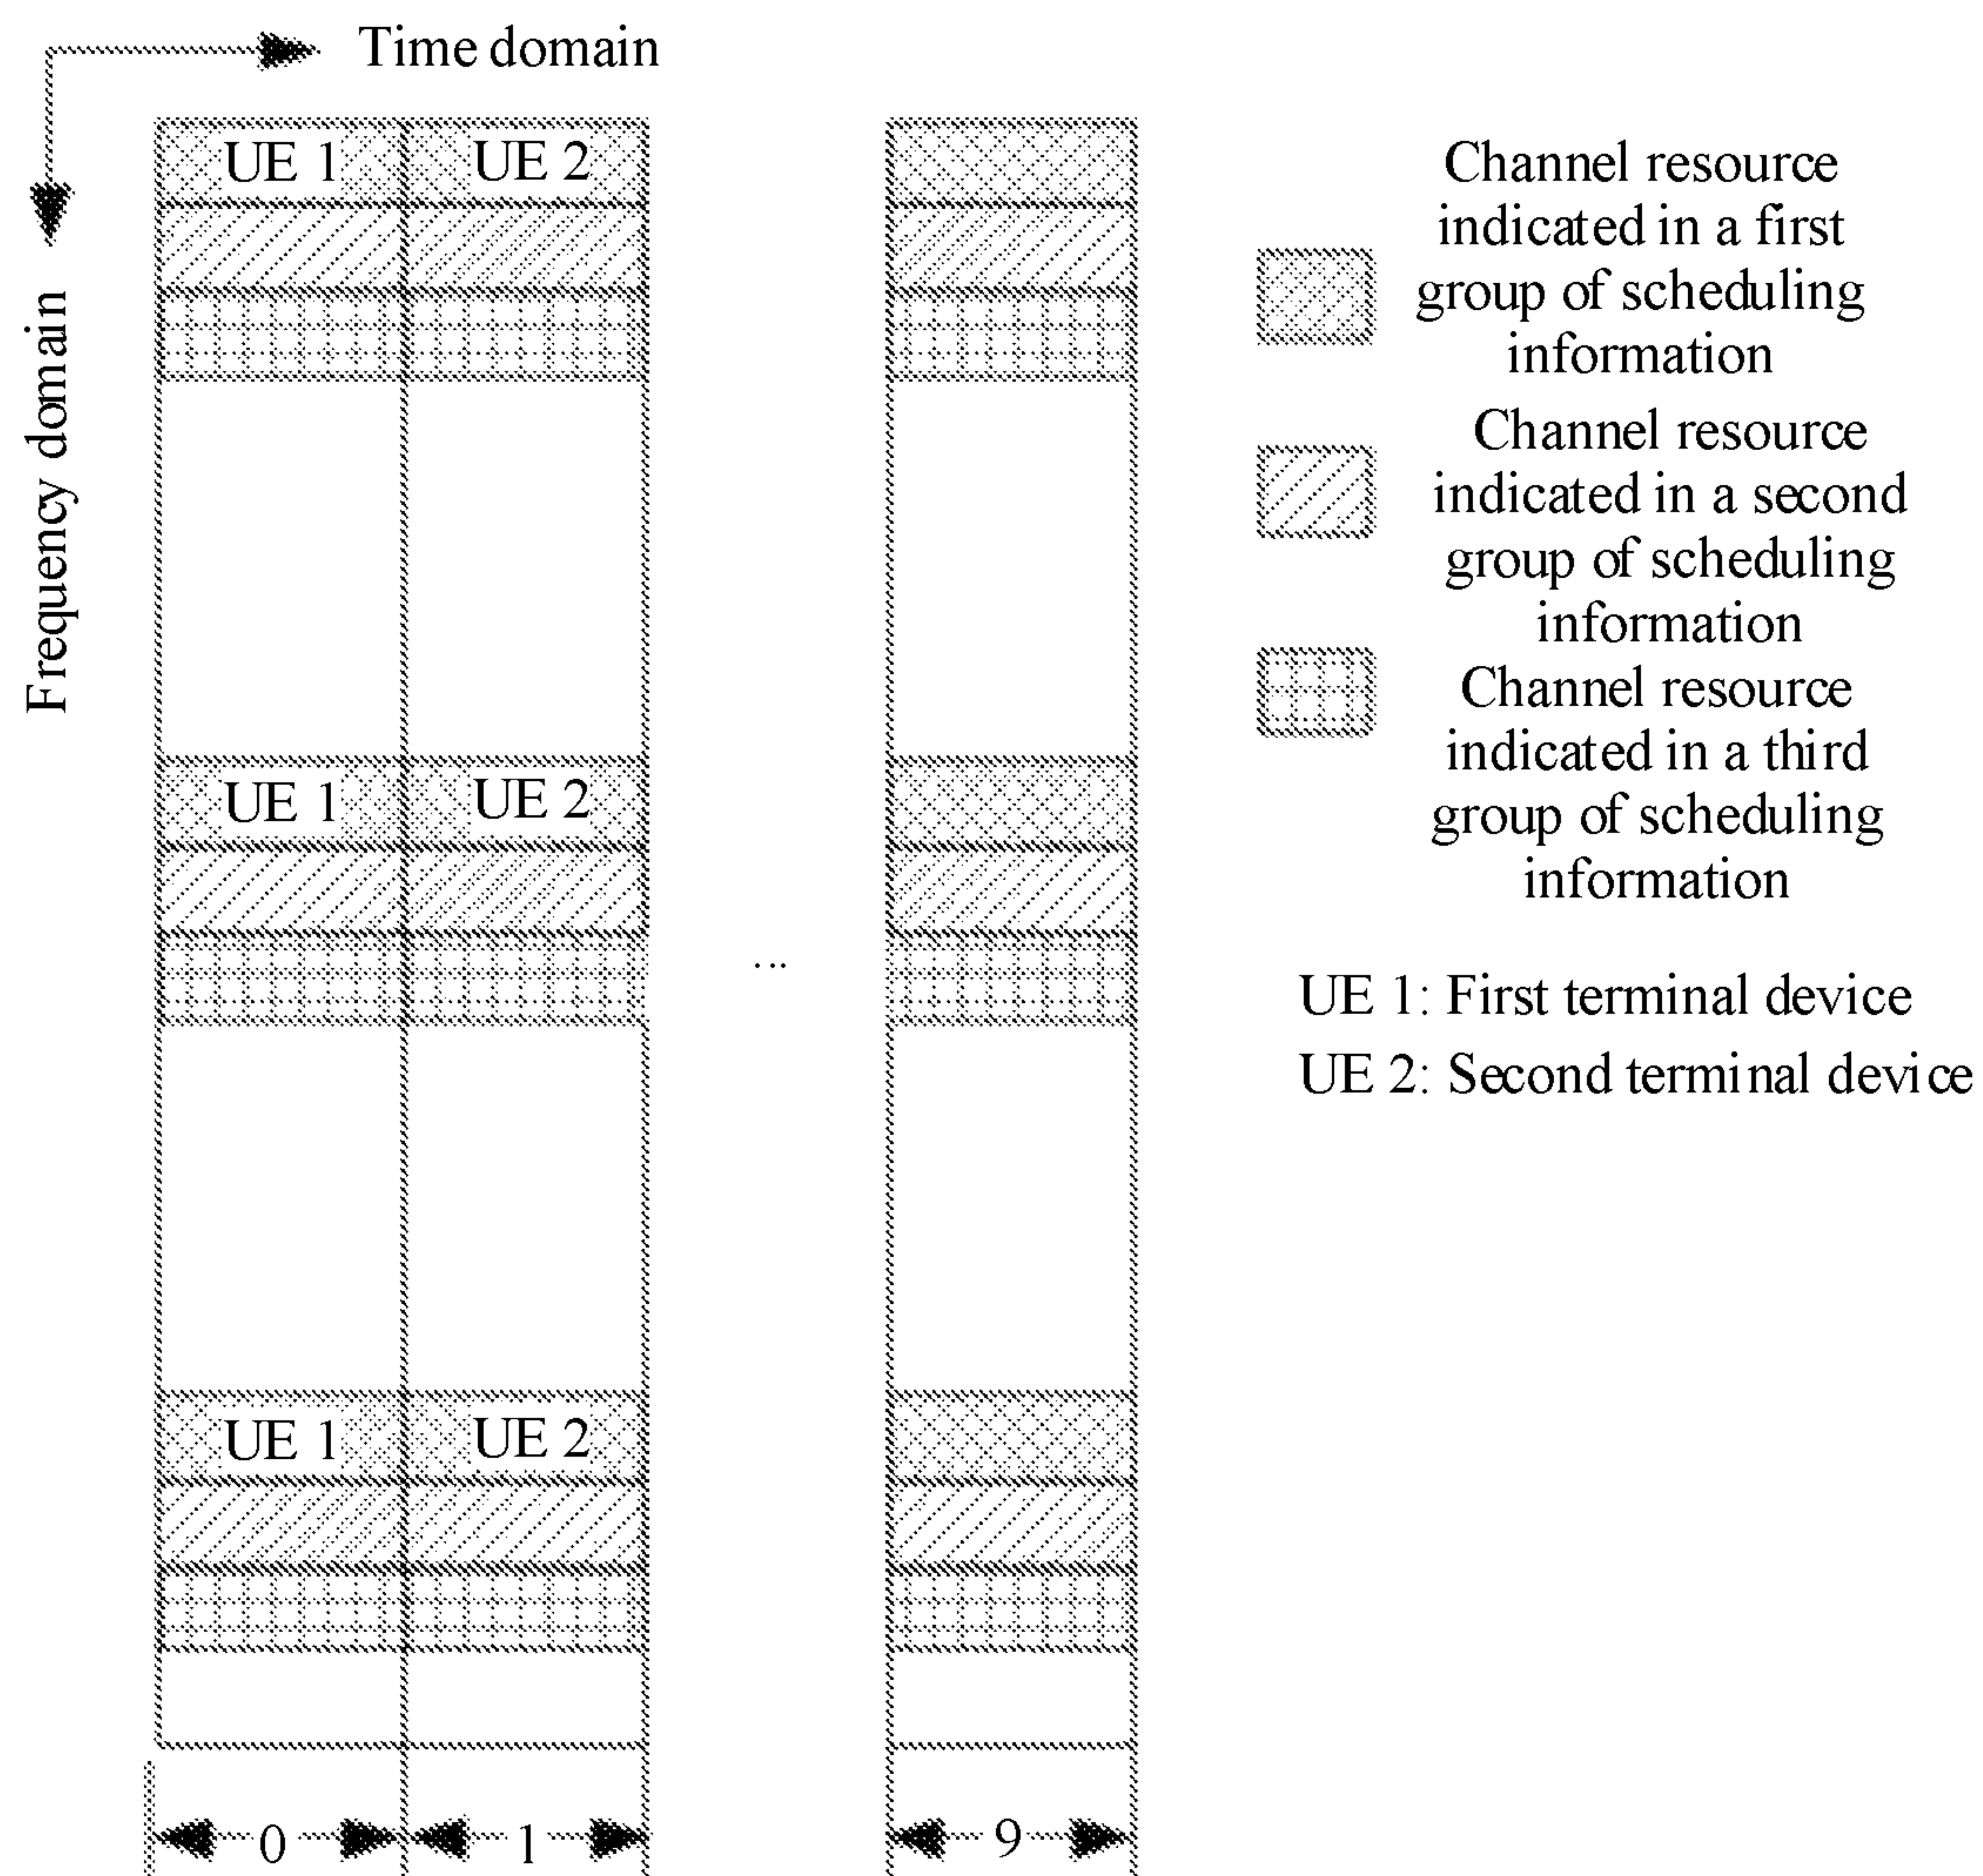 Time domain
Frequency domain
UE 1 UE 2
UE 1 UE 2
...
UE 1 UE 2
0 1 9
Channel resource
indicated in a first
group of scheduling
information
Channel resource
indicated in a second
group of scheduling
information
Channel resource
indicated in a third
group of scheduling
information
UE 1: First terminal device
UE 2: Second terminal device